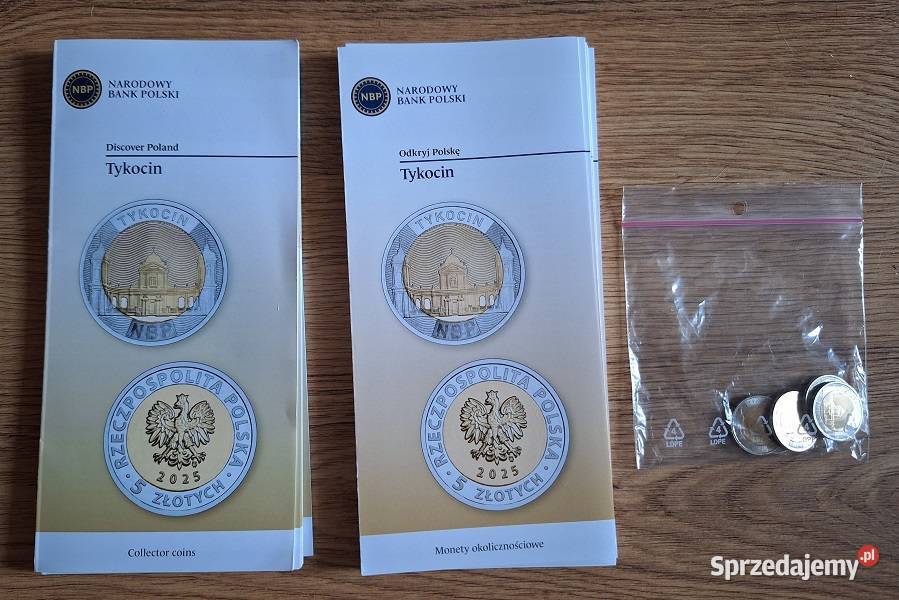 NBP
NARODOWY
BANK POLSKI
Discover Poland
Tykocin
TYKOCIN
NBP
RZECZPOSPOLITA POLSKA
2025
5 ZŁOTYCH
Collector coins
NBP
NARODOWY
BANK POLSKI
Odkryj Polskę
Tykocin
TYKOCIN
NBP
RZECZPOSPOLITA POLSKA
2025
5 ZŁOTYCH
Monety okolicznościowe
LDPE
LDPE
LDPE
Sprzedajemy.pl